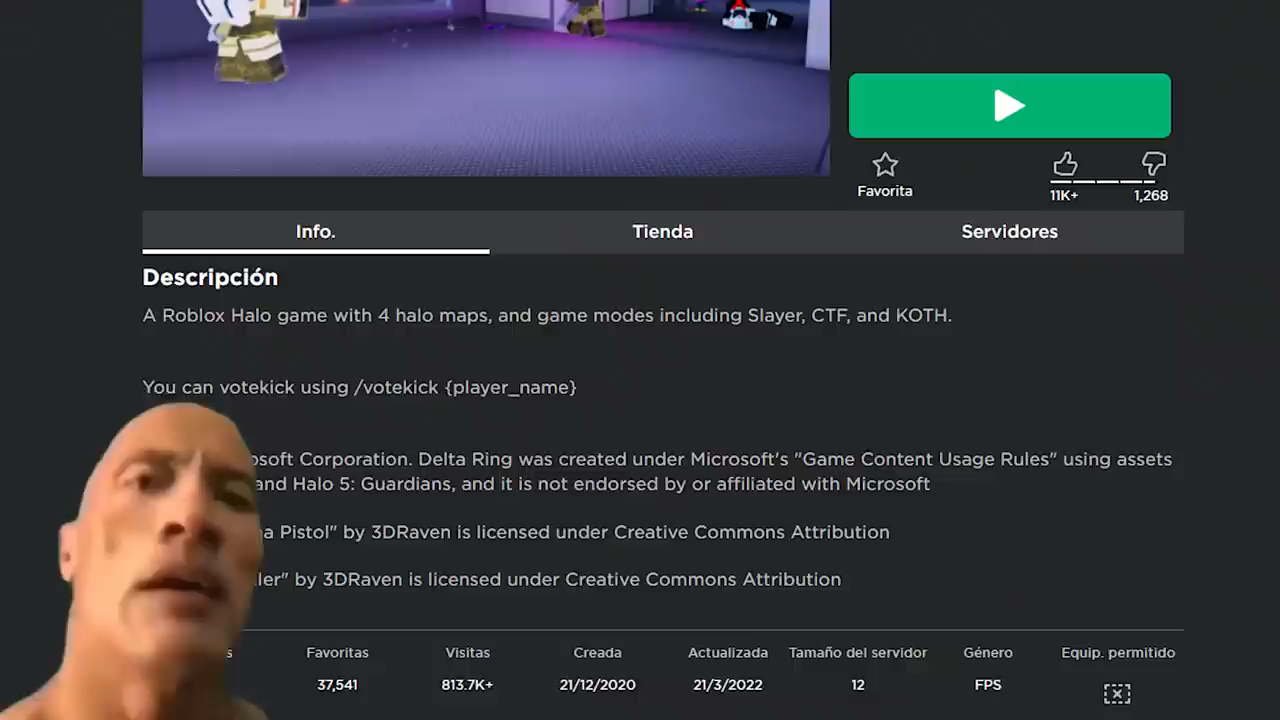 Favorita
11K+
1,268
Info.
Tienda
Servidores
Descripción
A Roblox Halo game with 4 halo maps, and game modes including Slayer, CTF, and KOTH.
You can votekick using /votekick {player_name}
Corporation. Delta Ring was created under Microsoft's "Game Content Usage Rules" using assets
and Halo 5: Guardians, and it is not endorsed by or affiliated with Microsoft
Pistol" by 3DRaven is licensed under Creative Commons Attribution
by 3DRaven is licensed under Creative Commons Attribution
Favoritas
Visitas
Creada
Actualizada
Tamaño del servidor
Género
Equip. permitido
37,541
813.7K+
21/12/2020
21/3/2022
12
FPS